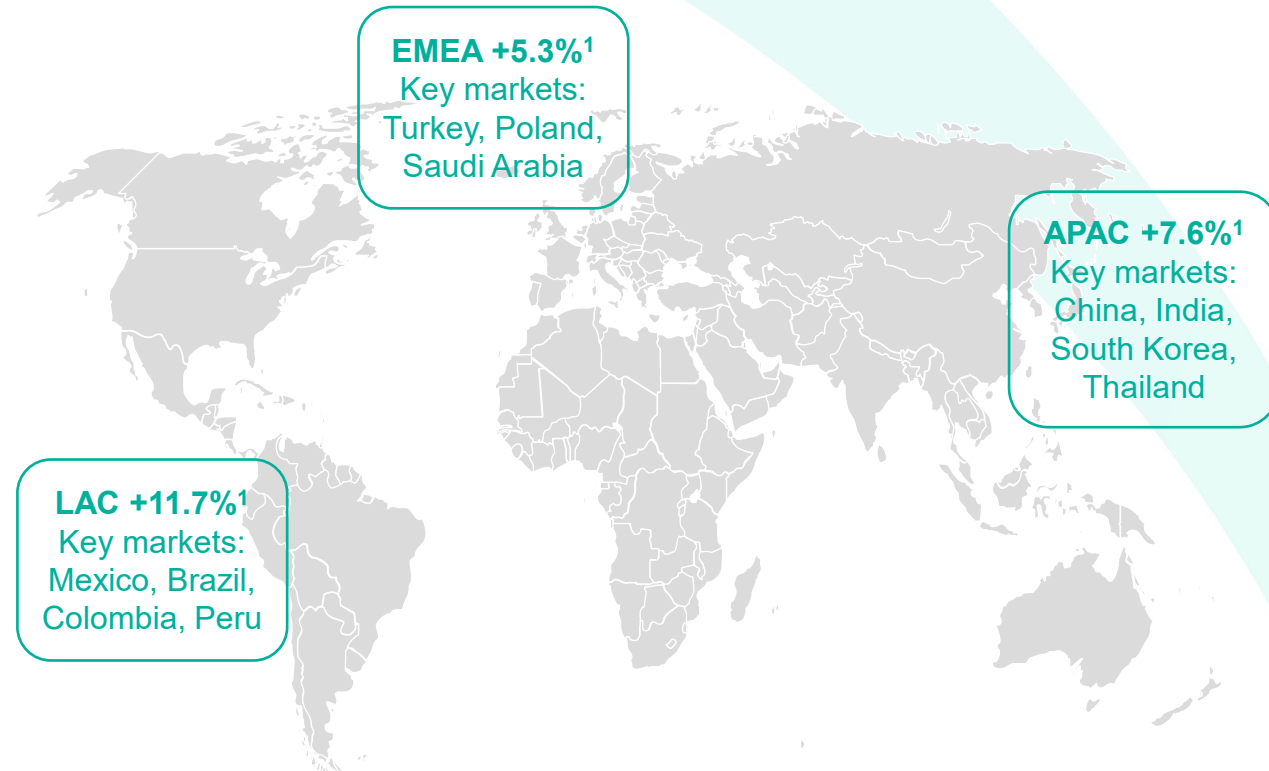 EMEA +5.3%¹
Key markets:
Turkey, Poland,
Saudi Arabia
APAC +7.6%¹
Key markets:
China, India,
South Korea,
Thailand
LAC +11.7%¹
Key markets:
Mexico, Brazil,
Colombia, Peru